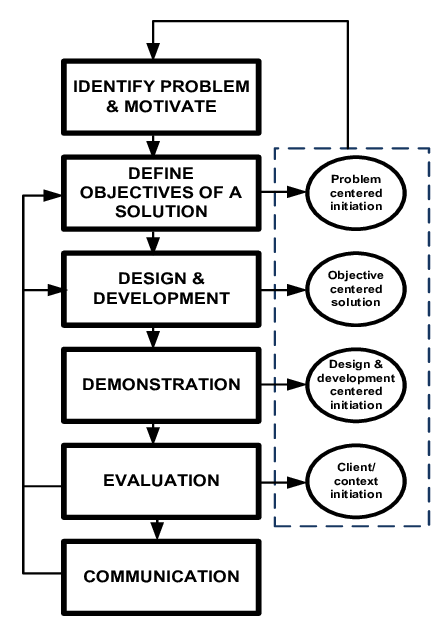 IDENTIFY PROBLEM
& MOTIVATE
DEFINE
OBJECTIVES OF A
SOLUTION
Problem
centered
initiation
DESIGN &
DEVELOPMENT
Objective
centered
solution
DEMONSTRATION
Design &
development
centered
initiation
EVALUATION
Client/
context
initiation
COMMUNICATION